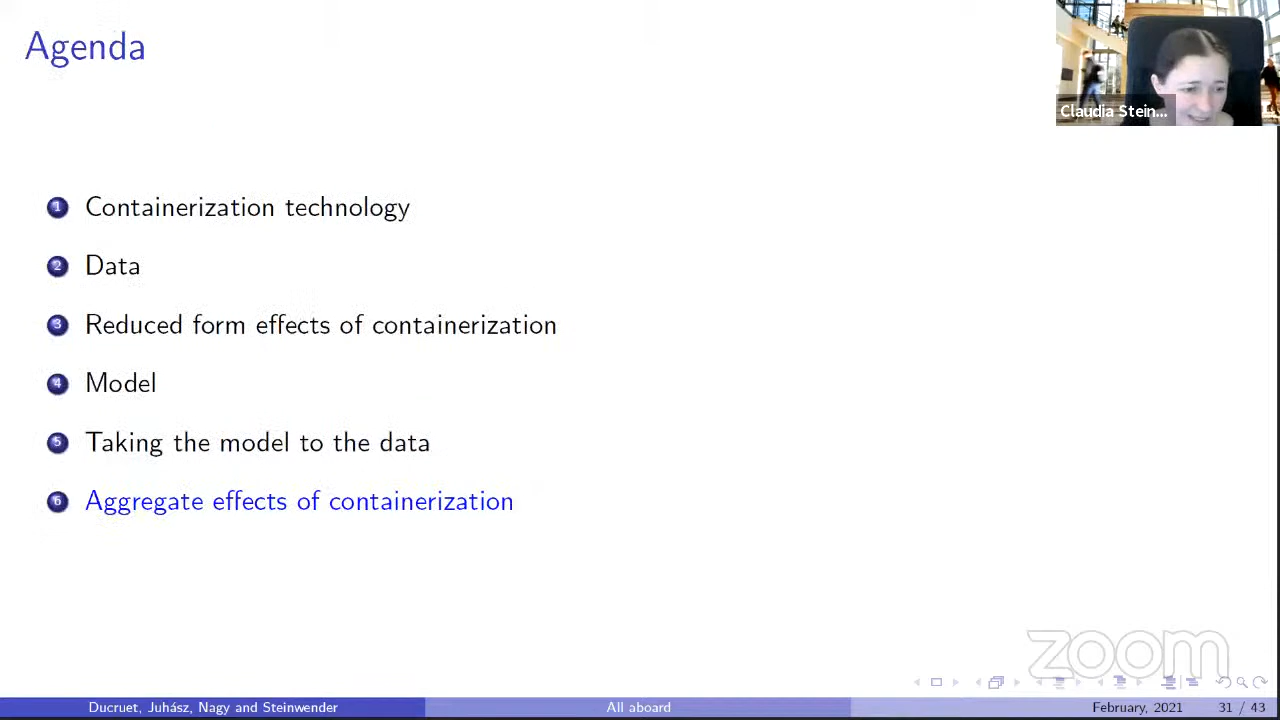 Agenda
Claudia Stein...
1 Containerization technology
2 Data
3 Reduced form effects of containerization
4 Model
5 Taking the model to the data
6 Aggregate effects of containerization
zoom
Ducruet, Juhász, Nagy and Steinwender
All aboard
February, 2021
31 / 43